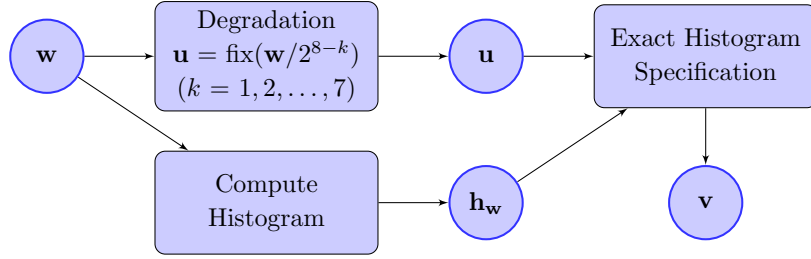 w
Degradation
u = fix(w/2^{8−k})
(k = 1, 2, . . . , 7)
u
Exact Histogram
Specification
Compute
Histogram
h_w
v